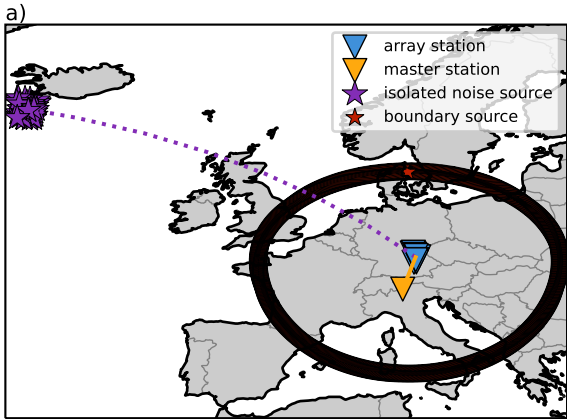 a)
array station
master station
isolated noise source
boundary source